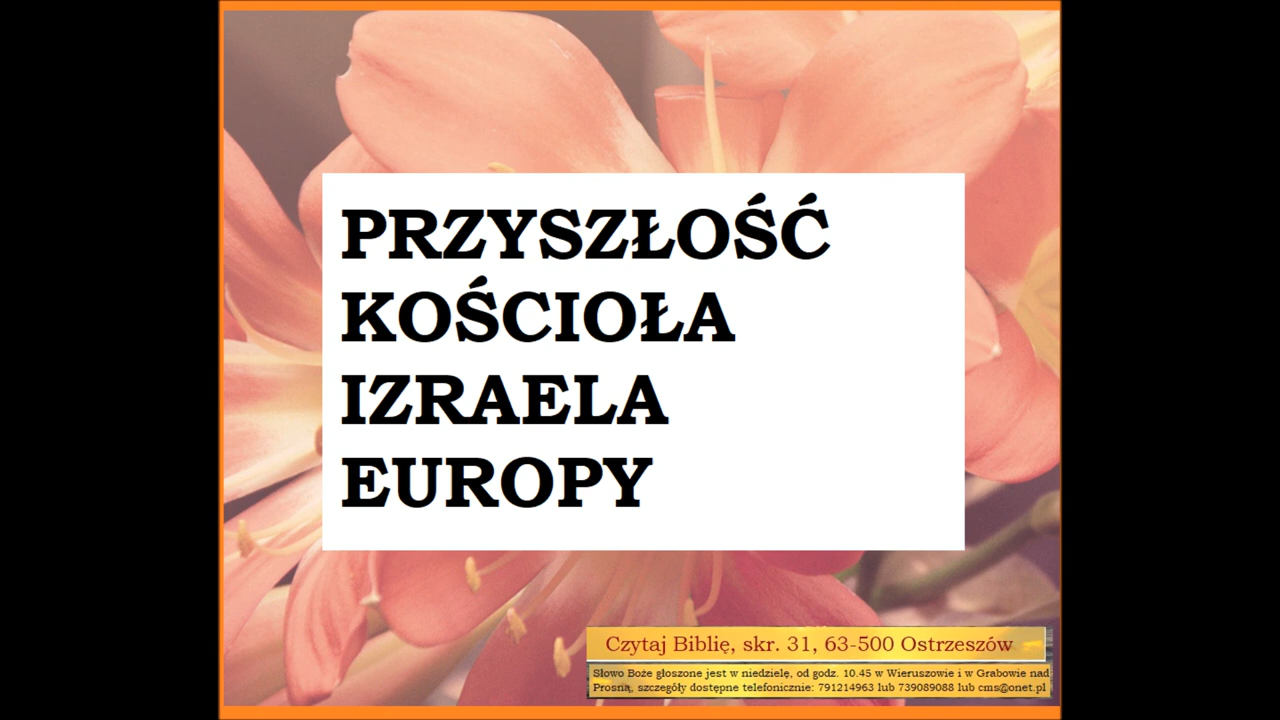 PRZYSZŁOŚĆ
KOŚCIOŁA
IZRAELA
EUROPY
Czytaj Biblię, skr. 31, 63-500 Ostrzeszów
Słowo Boże głoszone jest w niedzielę, od godz. 10.45 w Wieruszowie i w Grabowie nad
Prosną, szczegóły dostępne telefonicznie: 791214963 lub 739089088 lub cms@onet.pl